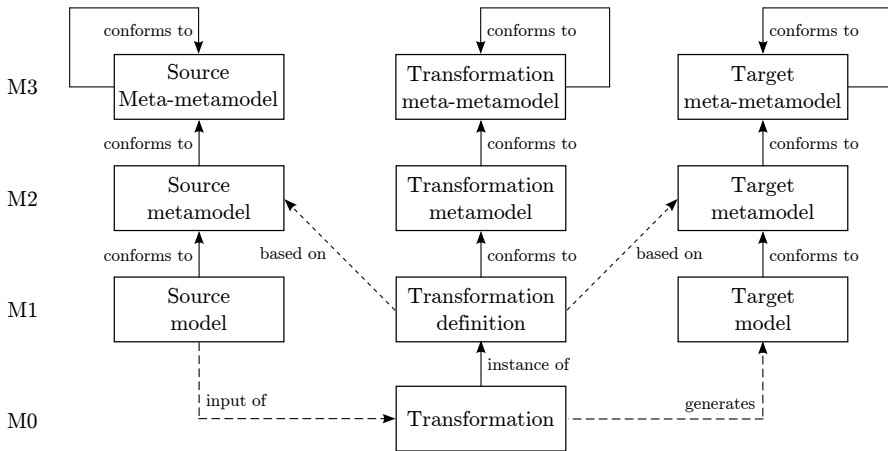 conforms to
conforms to
conforms to
M3
Source
Meta-metamodel
Transformation
meta-metamodel
Target
meta-metamodel
conforms to
conforms to
conforms to
M2
Source
metamodel
Transformation
metamodel
Target
metamodel
conforms to
based on
conforms to
based on
conforms to
M1
Source
model
Transformation
definition
Target
model
instance of
input of
generates
M0
Transformation